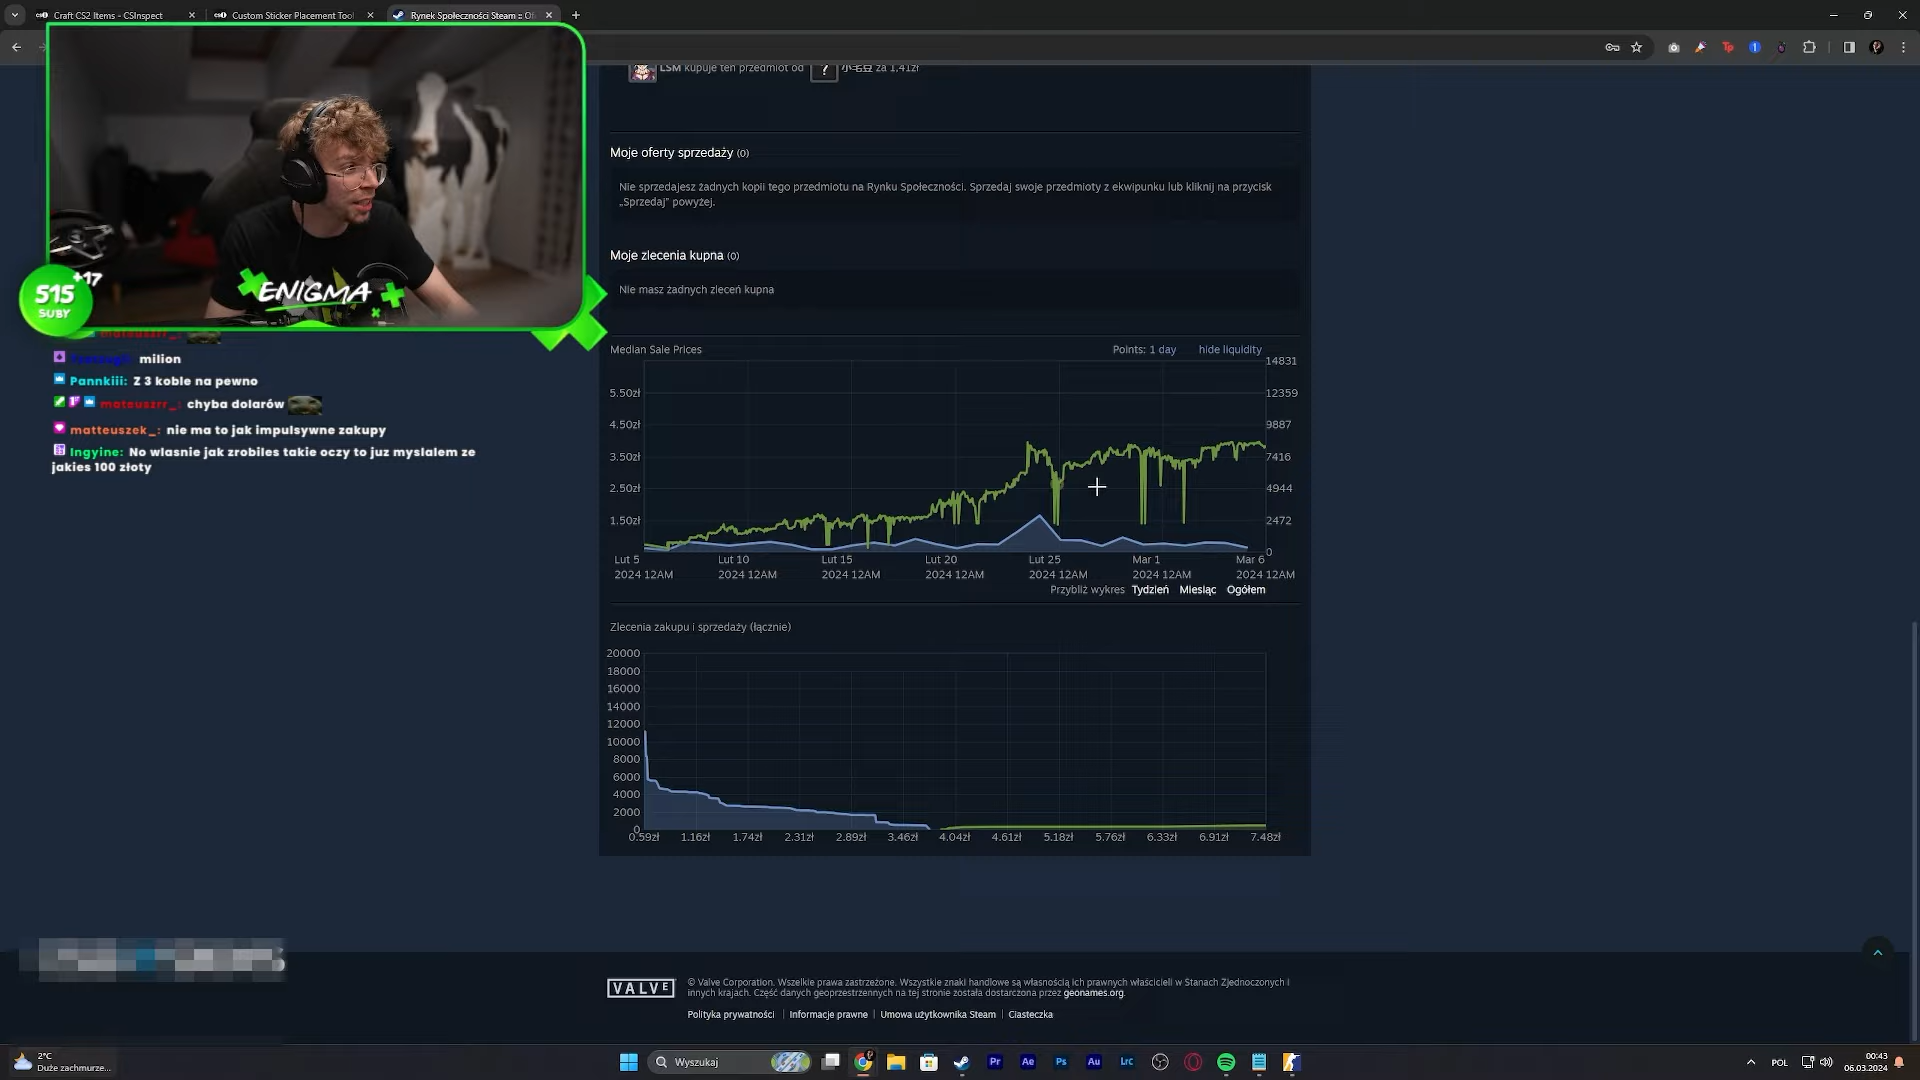 Craft CS2 Items - CSInspect
Custom Sticker Placement Tool
Rynek Społeczności Steam :: O
LSM kupuje ten przedmiot od ? 小毛豆 za 1,41zł
Moje oferty sprzedaży (0)
Nie sprzedajesz żadnych kopii tego przedmiotu na Rynku Społeczności. Sprzedaj swoje przedmioty z ekwipunku lub kliknij na przycisk
„Sprzedaj” powyżej.
Moje zlecenia kupna (0)
Nie masz żadnych zleceń kupna
515
+17
SUBY
ENIGMA
mateuszrr_:
milion
Pannkiii: Z 3 koble na pewno
mateuszrr_: chyba dolarów
matteuszek_: nie ma to jak impulsywne zakupy
Ingyine: No wlasnie jak zrobiles takie oczy to juz myslalem ze
jakies 100 złoty
Median Sale Prices
Points: 1 day
hide liquidity
14831
5.50zł
12359
4.50zł
9887
3.50zł
7416
2.50zł
4944
1.50zł
2472
0
Lut 5 Lut 10 Lut 15 Lut 20 Lut 25 Mar 1 Mar 6
2024 12AM 2024 12AM 2024 12AM 2024 12AM 2024 12AM 2024 12AM 2024 12AM
Przybliż wykres Tydzień Miesiąc Ogółem
Zlecenia zakupu i sprzedaży (łącznie)
20000
18000
16000
14000
12000
10000
8000
6000
4000
2000
0
0.59zł 1.16zł 1.74zł 2.31zł 2.89zł 3.46zł 4.04zł 4.61zł 5.18zł 5.76zł 6.33zł 6.91zł 7.48zł
VALVE
© Valve Corporation. Wszelkie prawa zastrzeżone. Wszystkie znaki handlowe są własnością ich prawnych właścicieli w Stanach Zjednoczonych i
innych krajach. Część danych geoprzestrzennych na tej stronie została dostarczona przez geonames.org.
Polityka prywatności | Informacje prawne | Umowa użytkownika Steam | Ciasteczka
2°C
Duże zachmurze...
Wyszukaj
Pr
Ae
Ps
Au
Lrc
POL
00:43
06.03.2024